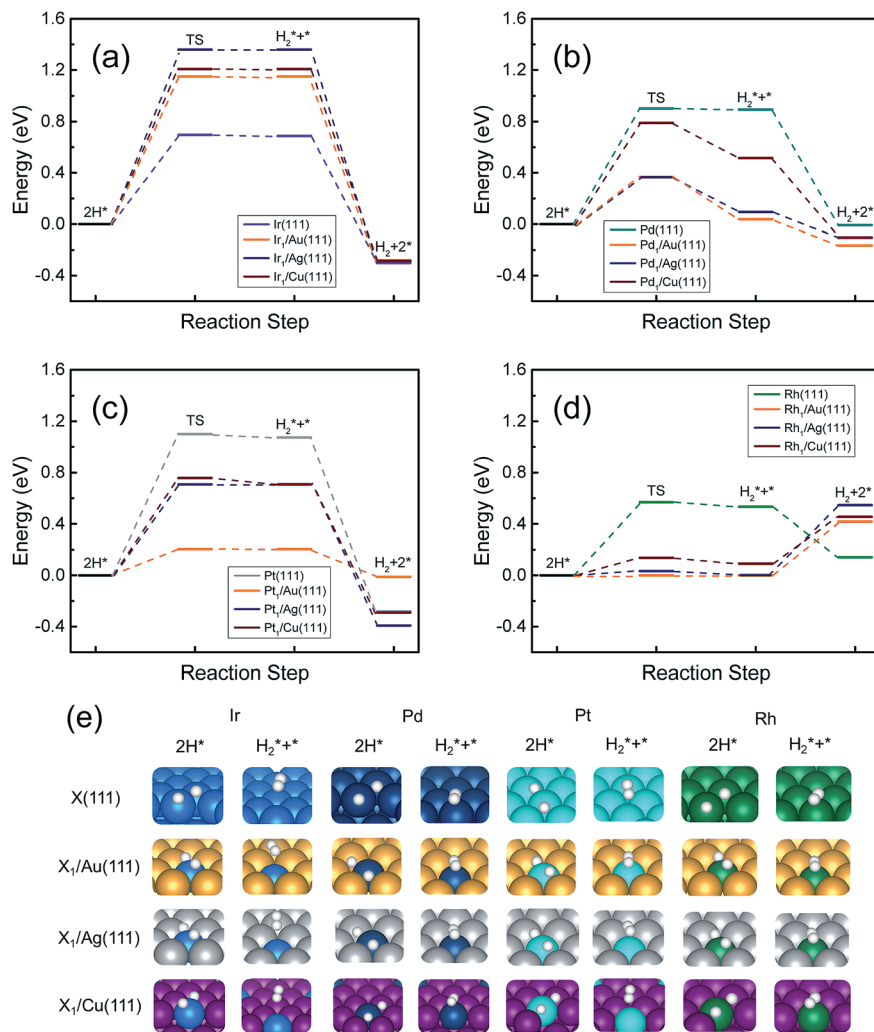 (a)
1.6
1.2
0.8
0.4
0.0
-0.4
Energy (eV)
TS
H₂*+*
2H*
H₂+2*
Ir(111)
Ir₁/Au(111)
Ir₁/Ag(111)
Ir₁/Cu(111)
Reaction Step
(b)
1.6
1.2
0.8
0.4
0.0
-0.4
Energy (eV)
TS
H₂*+*
2H*
H₂+2*
Pd(111)
Pd₁/Au(111)
Pd₁/Ag(111)
Pd₁/Cu(111)
Reaction Step
(c)
1.6
1.2
0.8
0.4
0.0
-0.4
Energy (eV)
TS
H₂*+*
2H*
H₂+2*
Pt(111)
Pt₁/Au(111)
Pt₁/Ag(111)
Pt₁/Cu(111)
Reaction Step
(d)
1.6
1.2
0.8
0.4
0.0
-0.4
Energy (eV)
Rh(111)
Rh₁/Au(111)
Rh₁/Ag(111)
Rh₁/Cu(111)
TS
H₂*+*
H₂+2*
2H*
Reaction Step
(e)
Ir Pd Pt Rh
2H* H₂*+* 2H* H₂*+* 2H* H₂*+* 2H* H₂*+*
X(111)
X₁/Au(111)
X₁/Ag(111)
X₁/Cu(111)